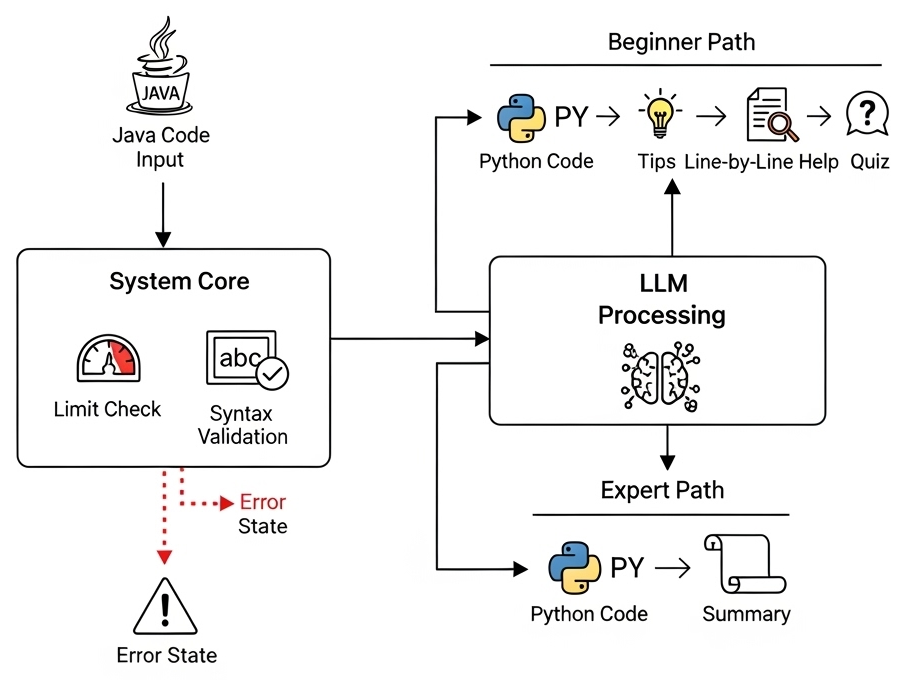 JAVA
Java Code
Input
System Core
abc
Limit Check
Syntax
Validation
Error
State
Error State
Beginner Path
PY
Python Code
Tips
Line-by-Line Help
?
Quiz
LLM
Processing
Expert Path
PY
Python Code
Summary